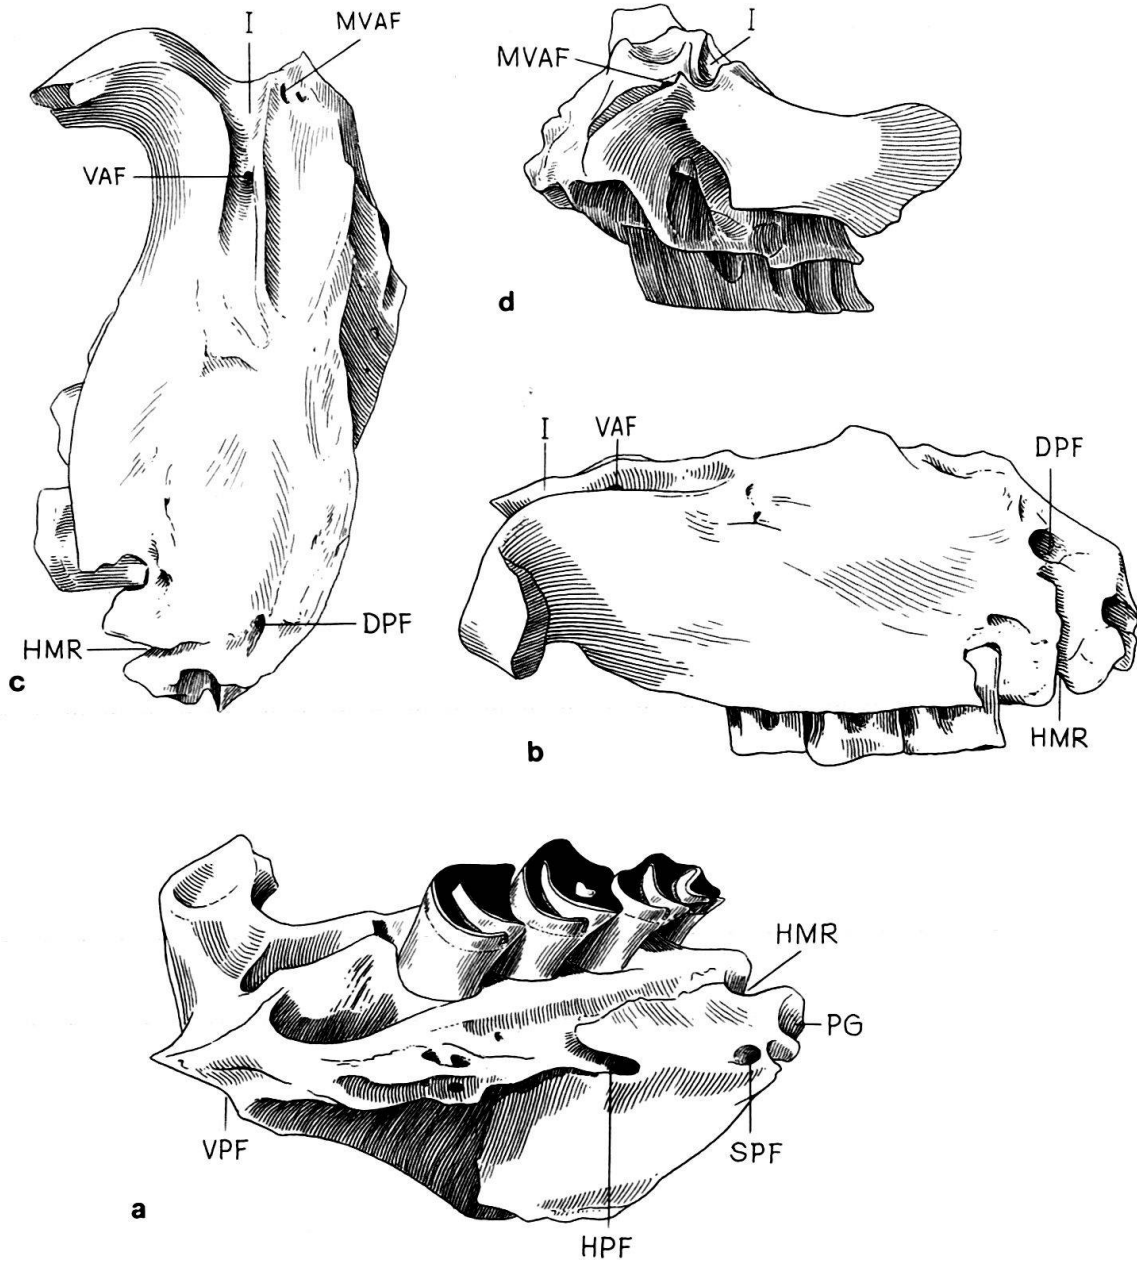 I MVAF
VAF
HMR DPF
c
I
MVAF
d
I VAF DPF
HMR
b
HMR
PG
VPF SPF
HPF
a